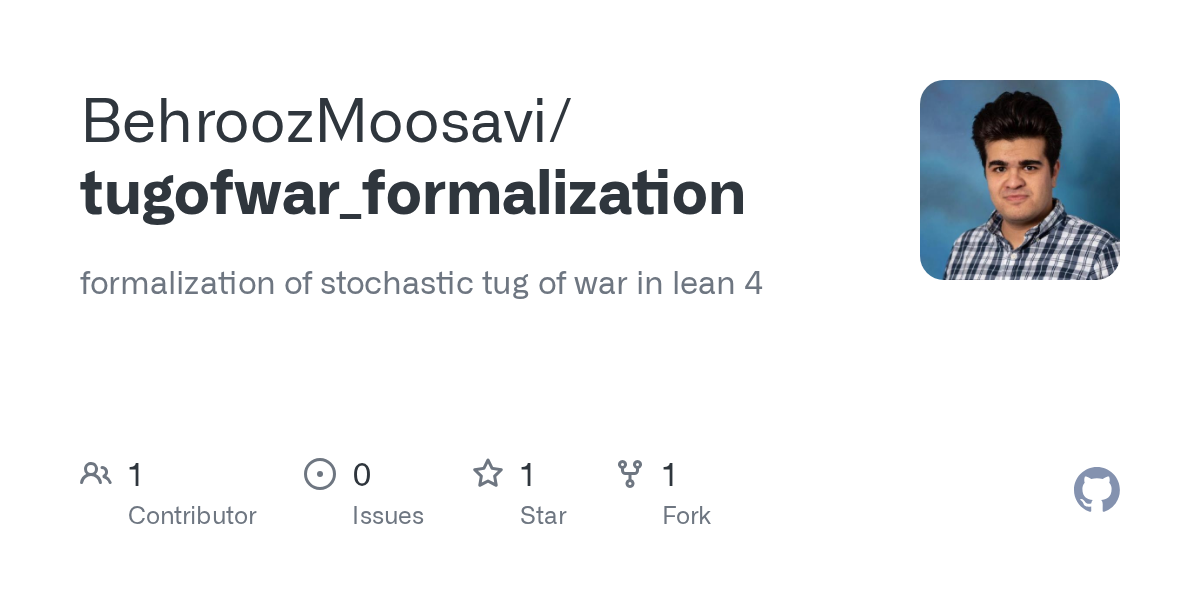 BehroozMoosavi/
tugofwar_formalization
formalization of stochastic tug of war in lean 4
1
Contributor
0
Issues
1
Star
1
Fork